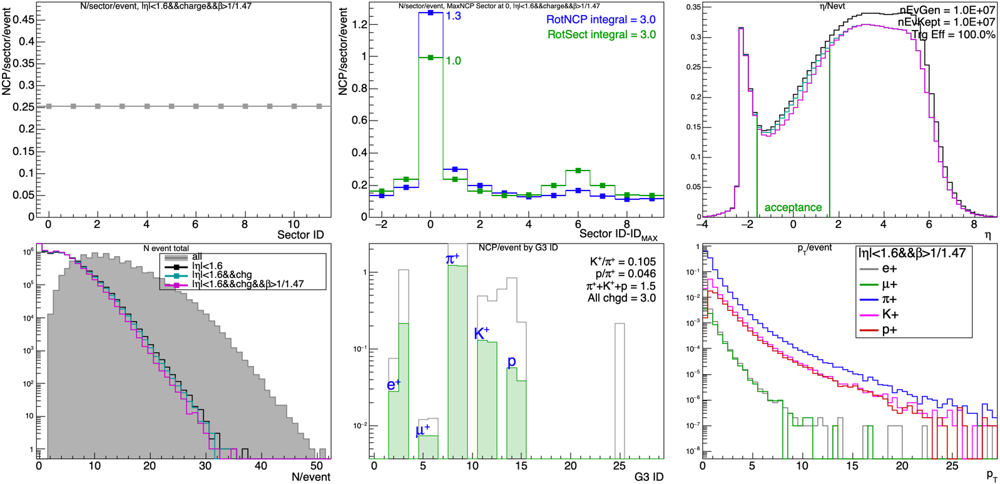 N/sector/event, |η|<1.6&&charge&&β>1/1.47
NCP/sector/event
0.45
0.4
0.35
0.3
0.25
0.2
0.15
0.1
0.05
0
0 2 4 6 8 10
Sector ID
N/sector/event, MaxNCP Sector at 0, |η|<1.6&&charge&&β>1/1.47
NCP/sector/event
RotNCP integral = 3.0
RotSect integral = 3.0
1.3
1.0
1.2
1
0.8
0.6
0.4
0.2
0
−2 0 2 4 6 8
Sector ID-ID_MAX
η/Nevt
nEvGen = 1.0E+07
nEvKept = 1.0E+07
Trg Eff = 100.0%
0.35
0.3
0.25
0.2
0.15
0.1
0.05
0
acceptance
−4 −2 0 2 4 6 8
η
N event total
all
|η|<1.6
|η|<1.6&&chg
|η|<1.6&&chg&&β>1/1.47
10⁶
10⁵
10⁴
10³
10²
10
1
0 10 20 30 40 50
N/event
NCP/event by G3 ID
K⁺/π⁺ = 0.105
p/π⁺ = 0.046
π⁺+K⁺+p = 1.5
All chgd = 3.0
1
10⁻¹
10⁻²
π⁺
K⁺
p
e⁺
μ⁺
0 5 10 15 20 25
G3 ID
p_T/event
|η|<1.6&&β>1/1.47
e+
μ+
π+
K+
p+
1
10⁻¹
10⁻²
10⁻³
10⁻⁴
10⁻⁵
10⁻⁶
10⁻⁷
10⁻⁸
0 5 10 15 20 25
p_T